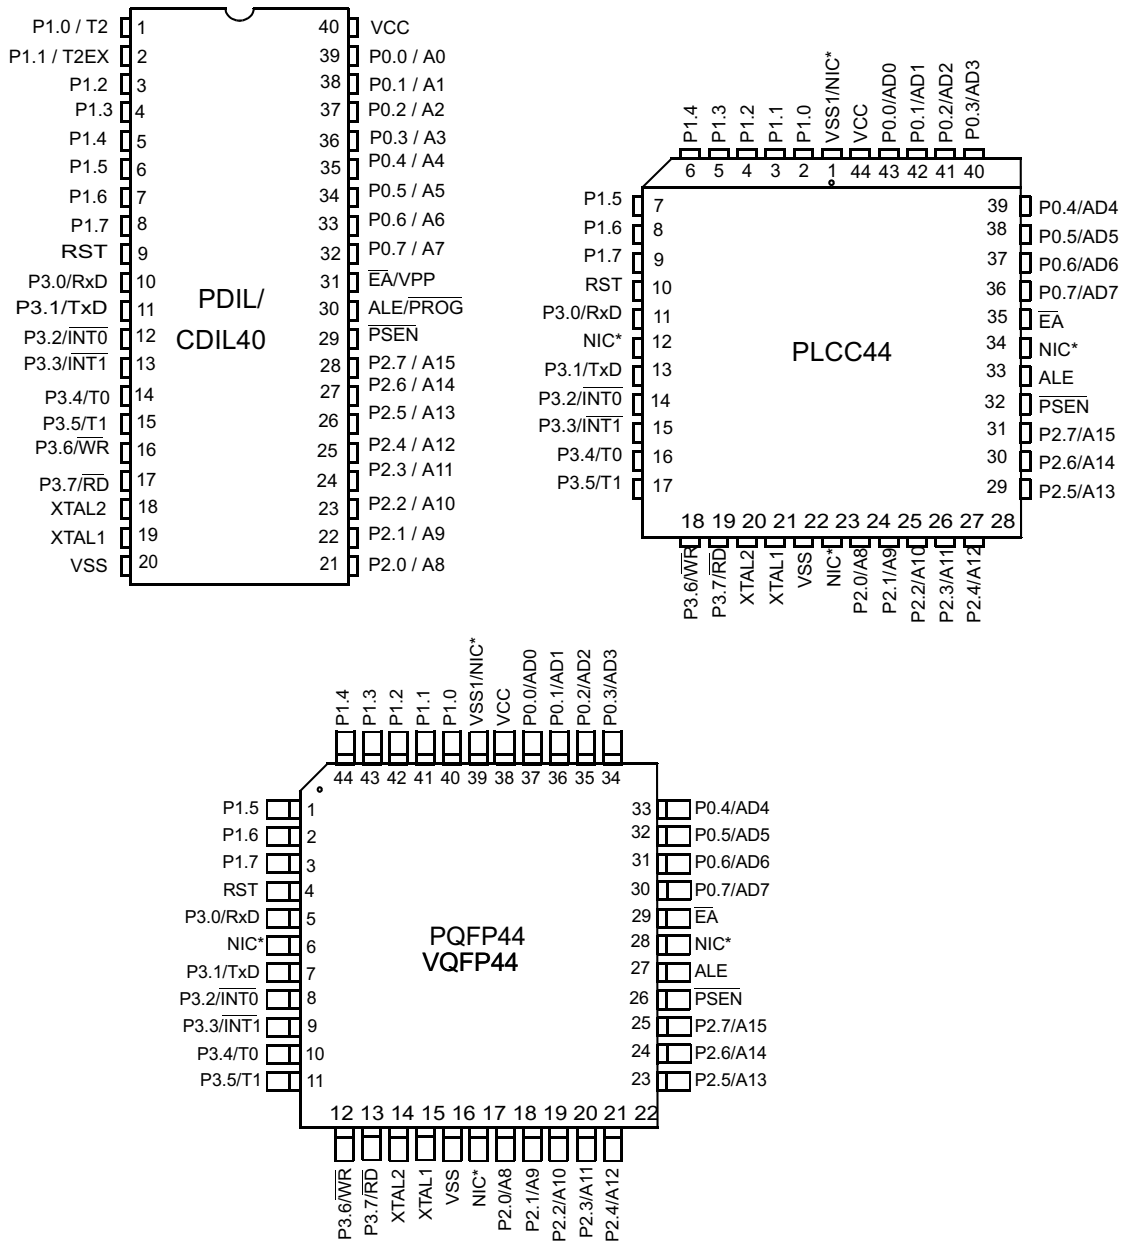 P1.0 / T2 1 40 VCC
P1.1 / T2EX 2 39 P0.0 / A0
P1.2 3 38 P0.1 / A1
P1.3 4 37 P0.2 / A2
P1.4 5 36 P0.3 / A3
P1.5 6 35 P0.4 / A4
P1.6 7 34 P0.5 / A5
P1.7 8 33 P0.6 / A6
RST 9 32 P0.7 / A7
P3.0/RxD 10 31 EA/VPP
P3.1/TxD 11 30 ALE/PROG
P3.2/INT0 12 29 PSEN
P3.3/INT1 13 28 P2.7 / A15
P3.4/T0 14 27 P2.6 / A14
P3.5/T1 15 26 P2.5 / A13
P3.6/WR 16 25 P2.4 / A12
P3.7/RD 17 24 P2.3 / A11
XTAL2 18 23 P2.2 / A10
XTAL1 19 22 P2.1 / A9
VSS 20 21 P2.0 / A8
PDIL/
CDIL40
P1.4 P1.3 P1.2 P1.1 P1.0 VSS1/NIC* VCC P0.0/AD0 P0.1/AD1 P0.2/AD2 P0.3/AD3
6 5 4 3 2 1 44 43 42 41 40
P1.5 7 39 P0.4/AD4
P1.6 8 38 P0.5/AD5
P1.7 9 37 P0.6/AD6
RST 10 36 P0.7/AD7
P3.0/RxD 11 35 EA
NIC* 12 34 NIC*
P3.1/TxD 13 33 ALE
P3.2/INT0 14 32 PSEN
P3.3/INT1 15 31 P2.7/A15
P3.4/T0 16 30 P2.6/A14
P3.5/T1 17 29 P2.5/A13
PLCC44
18 19 20 21 22 23 24 25 26 27 28
P3.6/WR P3.7/RD XTAL2 XTAL1 VSS NIC* P2.0/A8 P2.1/A9 P2.2/A10 P2.3/A11 P2.4/A12
P1.4 P1.3 P1.2 P1.1 P1.0 VSS1/NIC* VCC P0.0/AD0 P0.1/AD1 P0.2/AD2 P0.3/AD3
44 43 42 41 40 39 38 37 36 35 34
P1.5 1 33 P0.4/AD4
P1.6 2 32 P0.5/AD5
P1.7 3 31 P0.6/AD6
RST 4 30 P0.7/AD7
P3.0/RxD 5 29 EA
NIC* 6 28 NIC*
P3.1/TxD 7 27 ALE
P3.2/INT0 8 26 PSEN
P3.3/INT1 9 25 P2.7/A15
P3.4/T0 10 24 P2.6/A14
P3.5/T1 11 23 P2.5/A13
PQFP44
VQFP44
12 13 14 15 16 17 18 19 20 21 22
P3.6/WR P3.7/RD XTAL2 XTAL1 VSS NIC* P2.0/A8 P2.1/A9 P2.2/A10 P2.3/A11 P2.4/A12